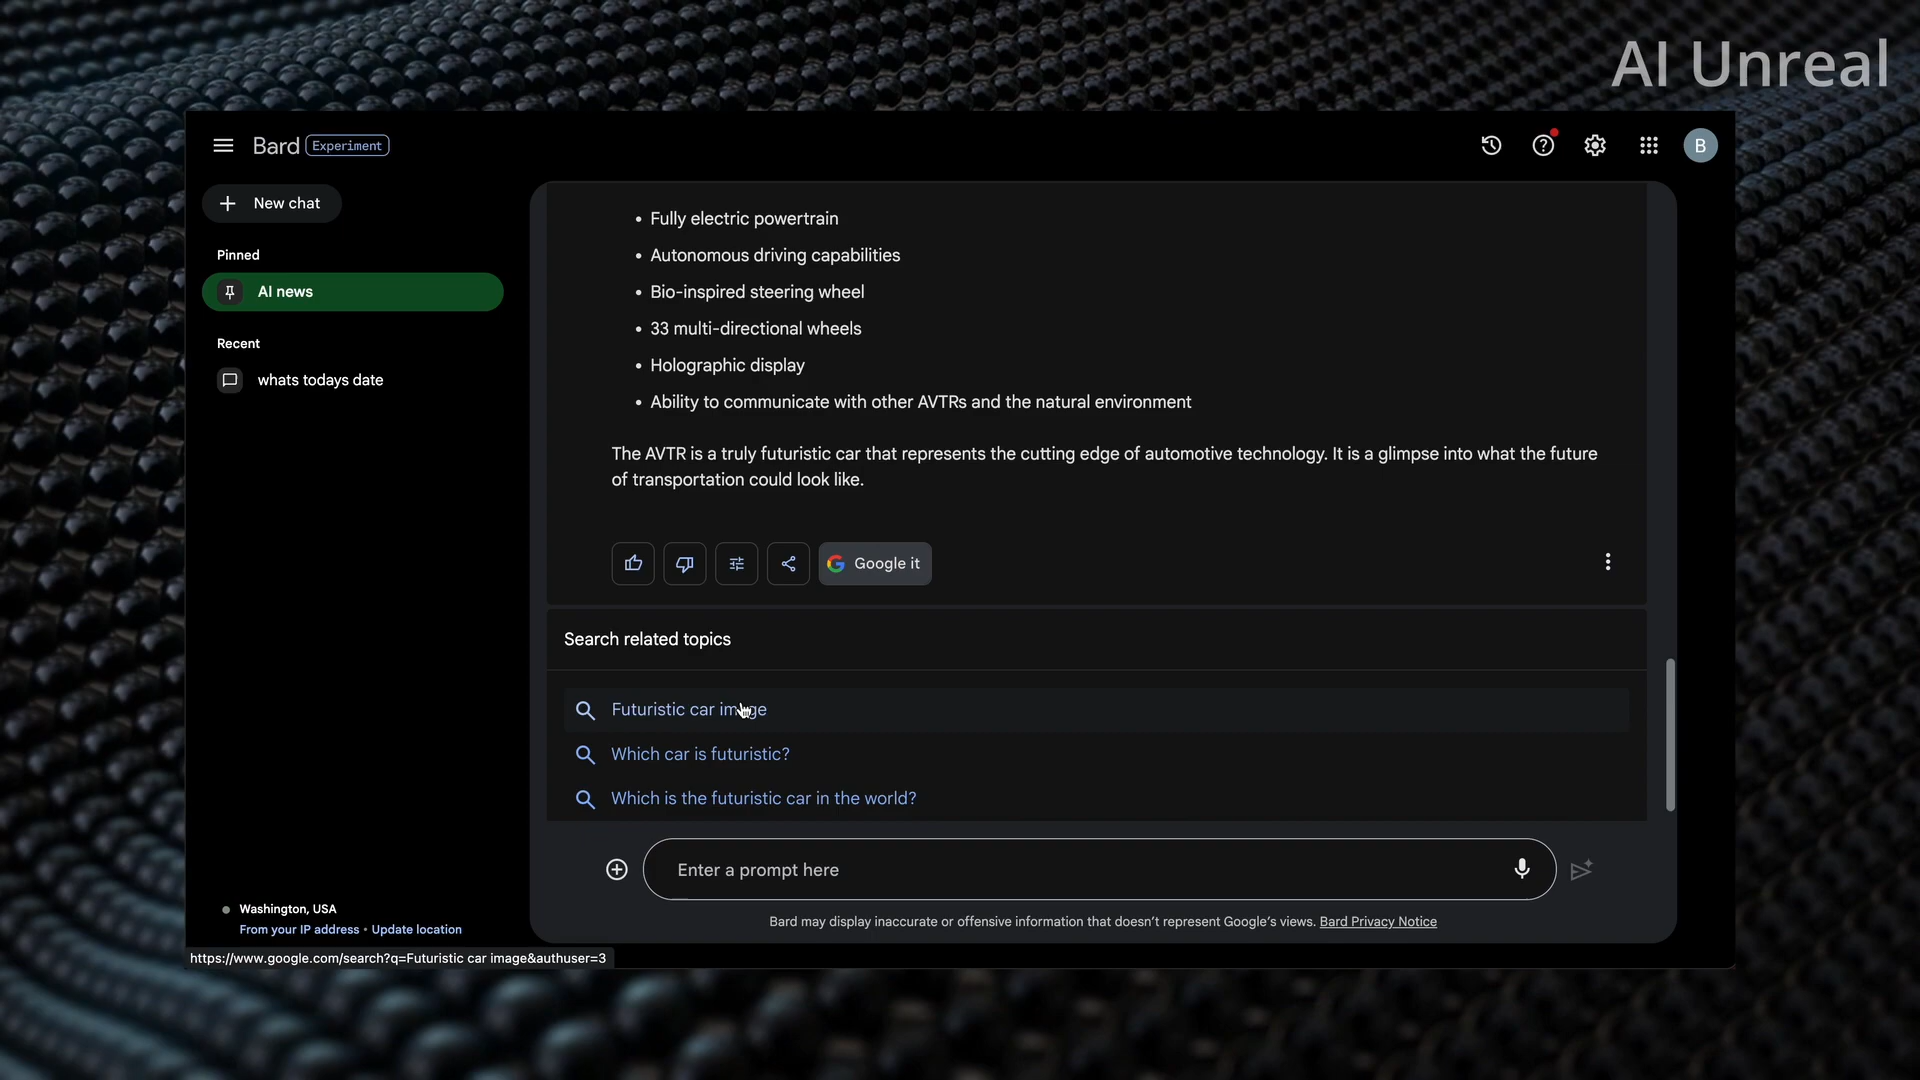 AI Unreal
Bard Experiment
B
New chat
Pinned
AI news
Recent
whats todays date
• Fully electric powertrain
• Autonomous driving capabilities
• Bio-inspired steering wheel
• 33 multi-directional wheels
• Holographic display
• Ability to communicate with other AVTRs and the natural environment
The AVTR is a truly futuristic car that represents the cutting edge of automotive technology. It is a glimpse into what the future
of transportation could look like.
Google it
Search related topics
Futuristic car image
Which car is futuristic?
Which is the futuristic car in the world?
Enter a prompt here
Bard may display inaccurate or offensive information that doesn't represent Google's views. Bard Privacy Notice
Washington, USA
From your IP address • Update location
https://www.google.com/search?q=Futuristic car image&authuser=3